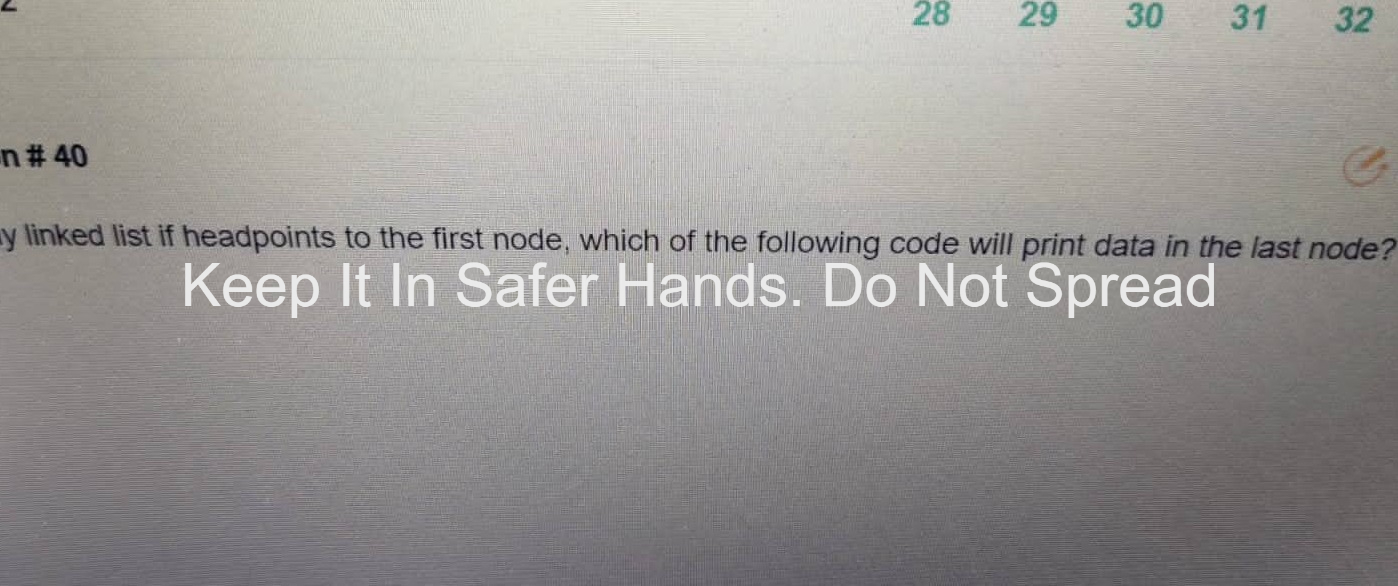 28 29 30 31 32
n # 40
y linked list if headpoints to the first node, which of the following code will print data in the last node?
Keep It In Safer Hands. Do Not Spread